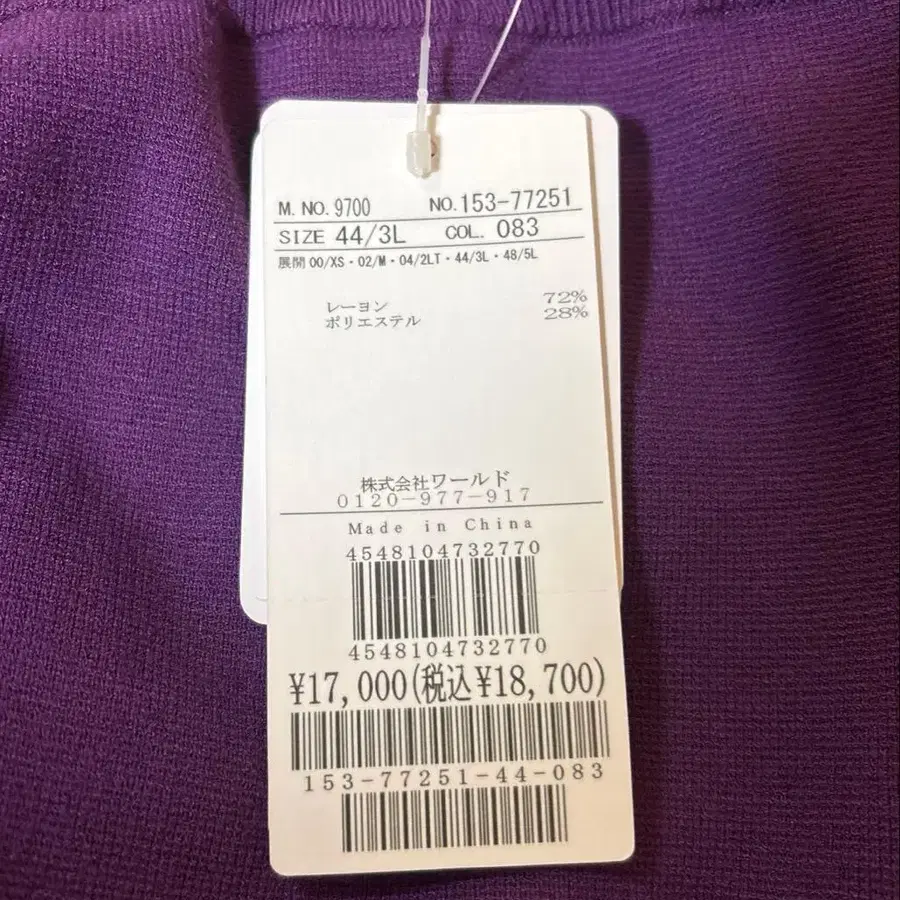 M. NO. 9700 NO. 153-77251
SIZE 44/3L COL. 083
展開 00/XS・02/M・04/2LT・44/3L・48/5L
レーヨン 72%
ポリエステル 28%
株式会社ワールド
0120-977-917
Made in China
4548104732770
4548104732770
¥17,000(税込¥18,700)
153-77251-44-083